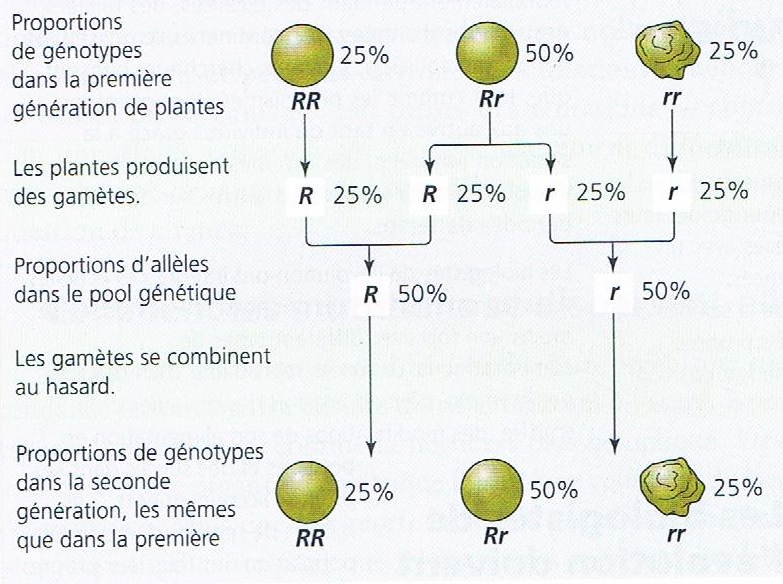 Proportions
de génotypes
dans la première
génération de plantes
25%
50%
25%
RR
Rr
rr
Les plantes produisent
des gamètes.
R 25%
R 25%
r 25%
r 25%
Proportions d'allèles
dans le pool génétique
R 50%
r 50%
Les gamètes se combinent
au hasard.
Proportions de génotypes
dans la seconde
génération, les mêmes
que dans la première
25%
50%
25%
RR
Rr
rr